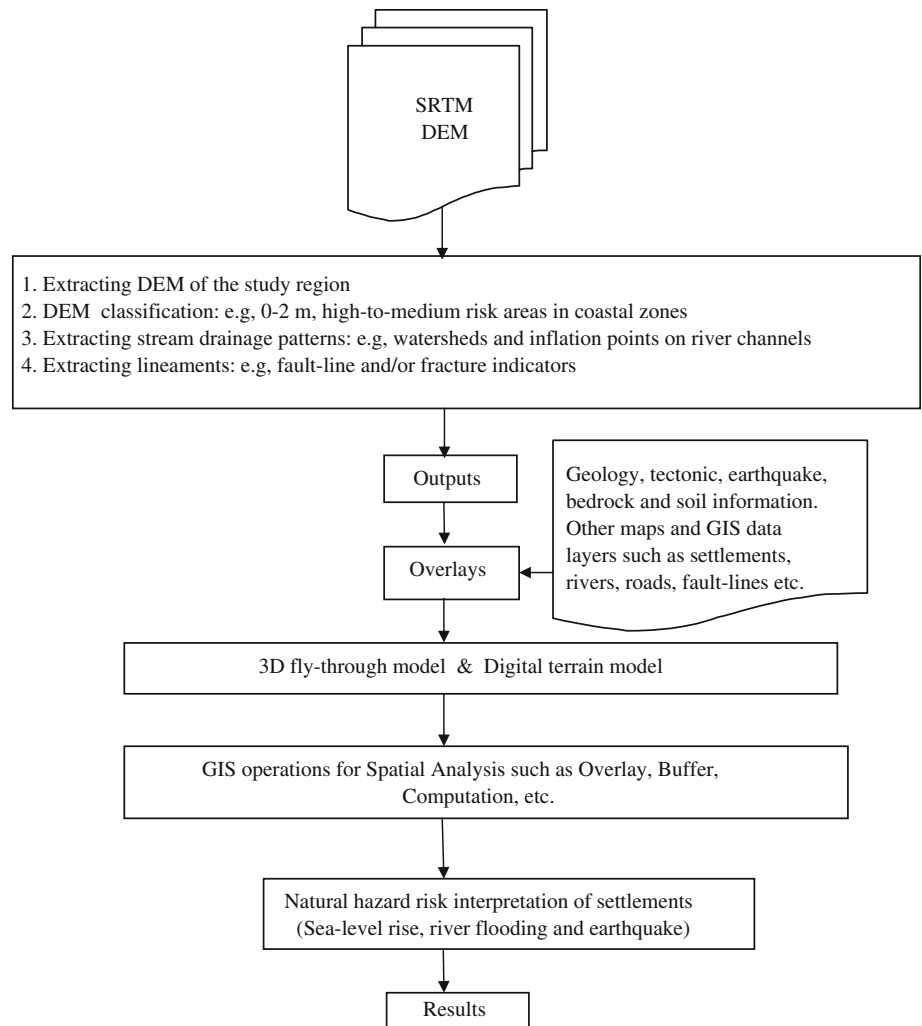 SRTM
DEM
1. Extracting DEM of the study region
2. DEM classification: e.g, 0-2 m, high-to-medium risk areas in coastal zones
3. Extracting stream drainage patterns: e.g, watersheds and inflation points on river channels
4. Extracting lineaments: e.g, fault-line and/or fracture indicators
Outputs
Geology, tectonic, earthquake,
bedrock and soil information.
Other maps and GIS data
layers such as settlements,
rivers, roads, fault-lines etc.
Overlays
3D fly-through model & Digital terrain model
GIS operations for Spatial Analysis such as Overlay, Buffer,
Computation, etc.
Natural hazard risk interpretation of settlements
(Sea-level rise, river flooding and earthquake)
Results